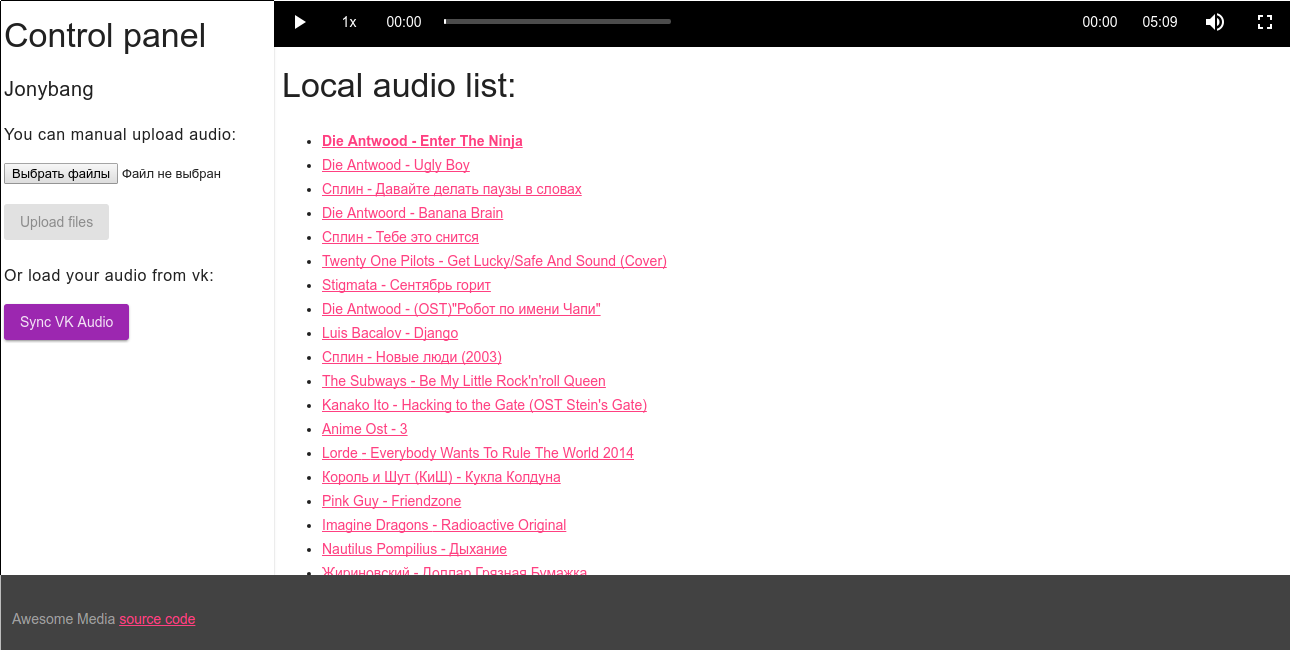 Control panel
Jonybang
You can manual upload audio:
Выбрать файлы Файл не выбран
Upload files
Or load your audio from vk:
Sync VK Audio
1x 00:00 00:00 05:09
Local audio list:
Die Antwood - Enter The Ninja
Die Antwood - Ugly Boy
Сплин - Давайте делать паузы в словах
Die Antwoord - Banana Brain
Сплин - Тебе это снится
Twenty One Pilots - Get Lucky/Safe And Sound (Cover)
Stigmata - Сентябрь горит
Die Antwood - (OST)"Робот по имени Чапи"
Luis Bacalov - Django
Сплин - Новые люди (2003)
The Subways - Be My Little Rock'n'roll Queen
Kanako Ito - Hacking to the Gate (OST Stein's Gate)
Anime Ost - 3
Lorde - Everybody Wants To Rule The World 2014
Король и Шут (КиШ) - Кукла Колдуна
Pink Guy - Friendzone
Imagine Dragons - Radioactive Original
Nautilus Pompilius - Дыхание
Жириновский - Доллар Грязная Бумажка
Awesome Media source code